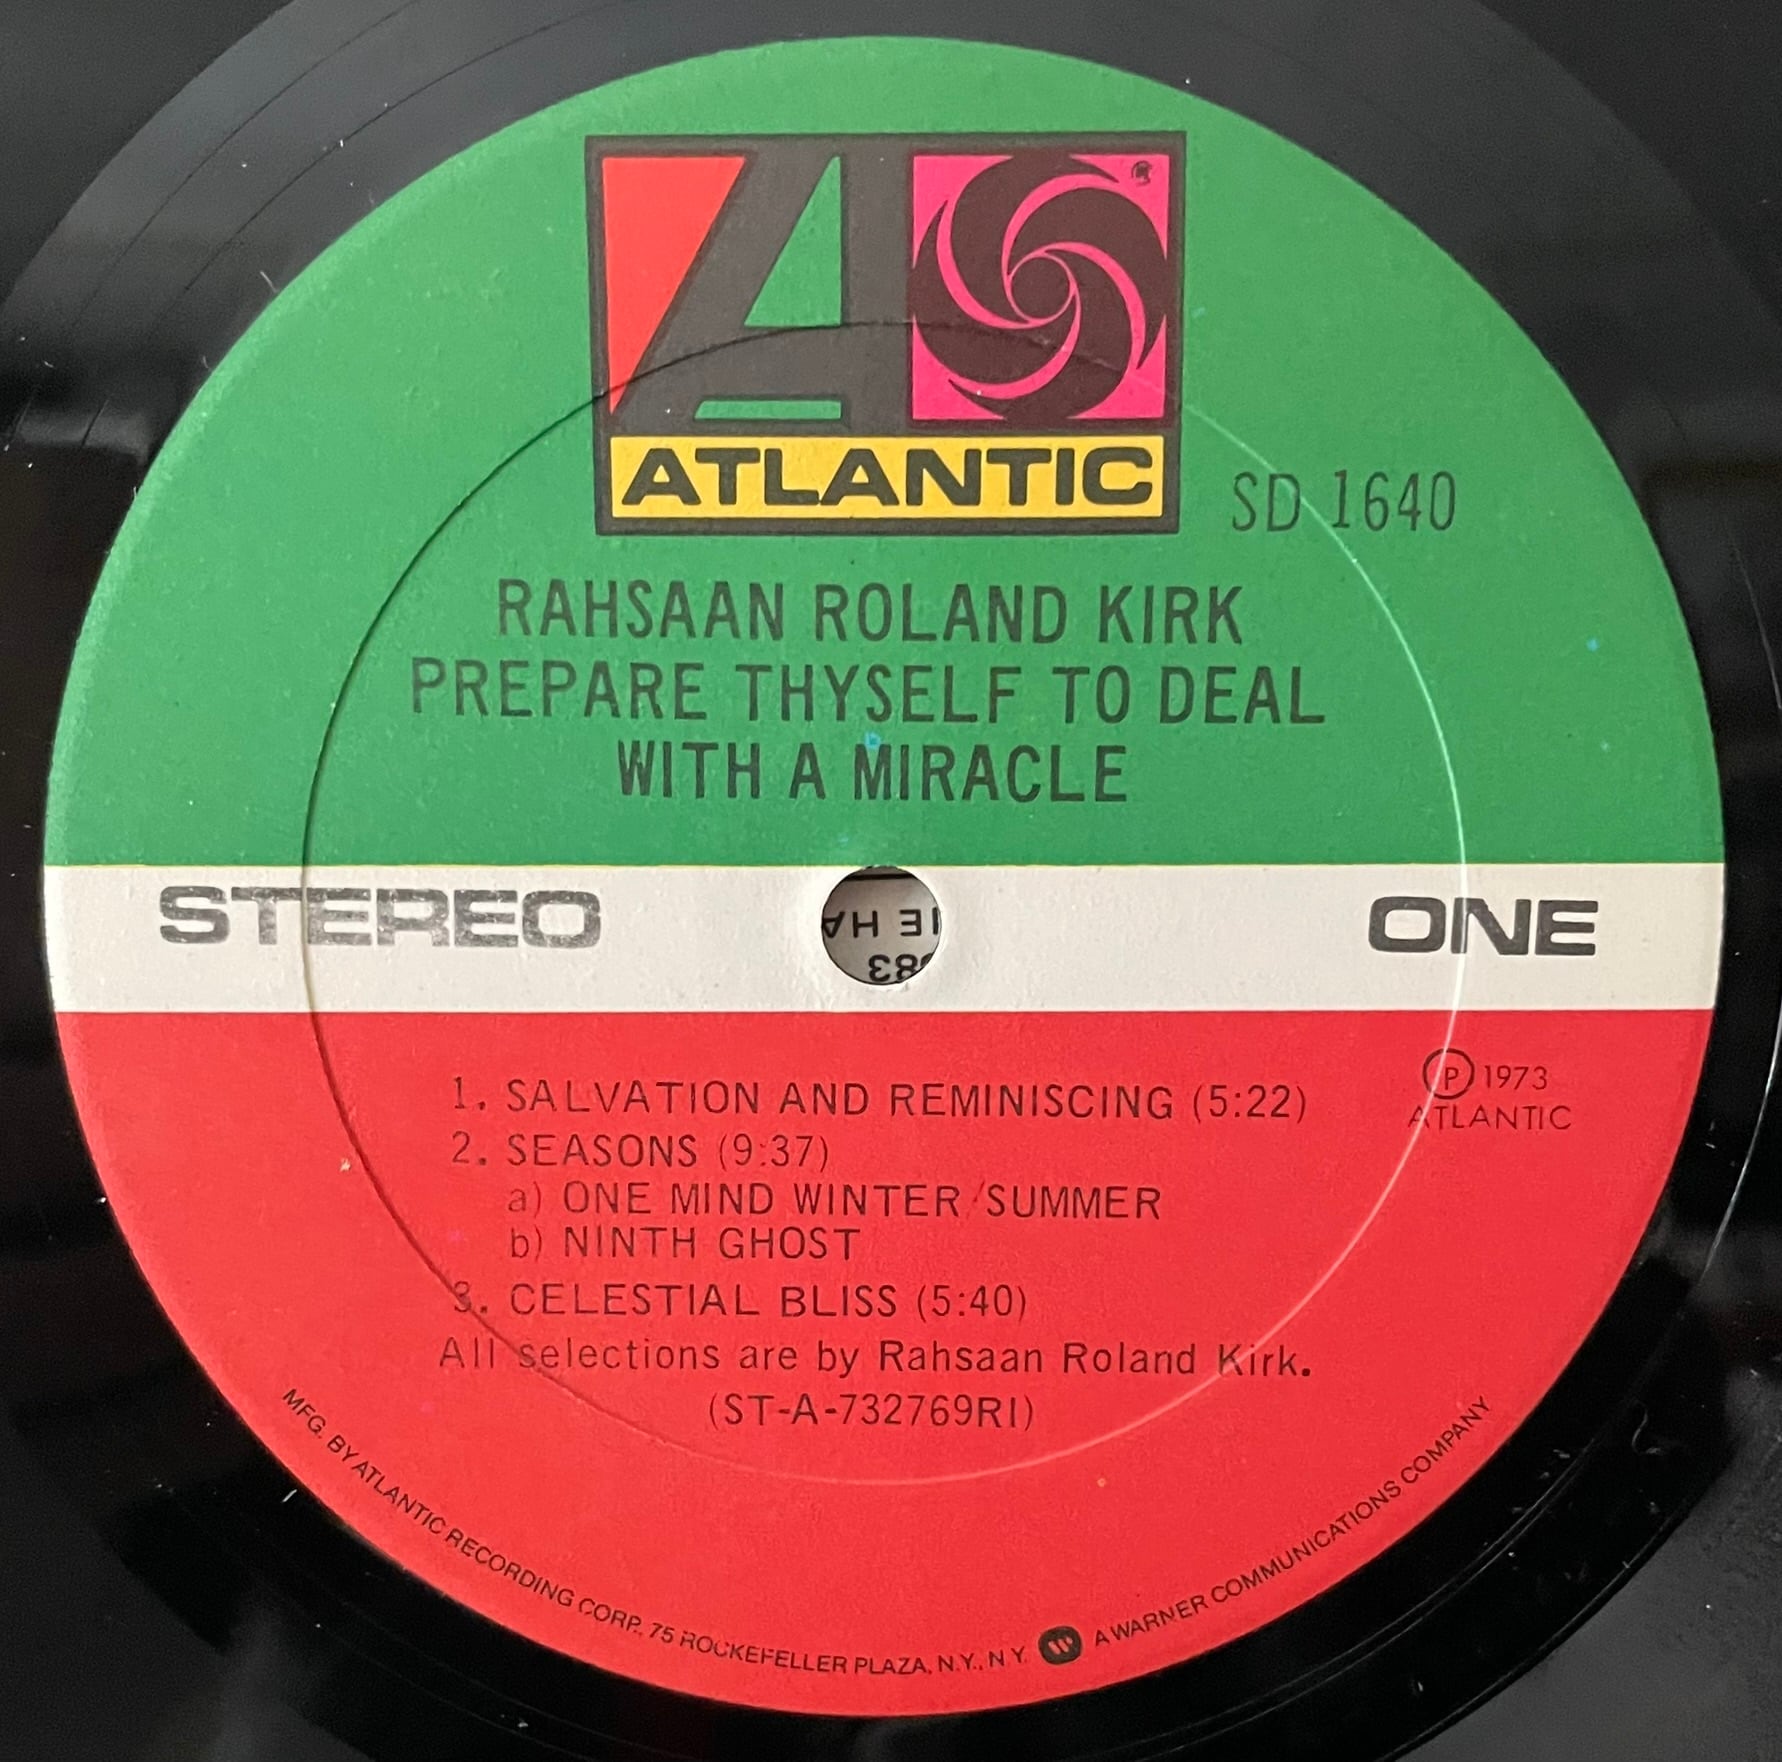 ATLANTIC
SD 1640
RAHSAAN ROLAND KIRK
PREPARE THYSELF TO DEAL
WITH A MIRACLE
STEREO
ONE
1. SALVATION AND REMINISCING (5:22)
2. SEASONS (9:37)
a) ONE MIND WINTER/SUMMER
b) NINTH GHOST
3. CELESTIAL BLISS (5:40)
All selections are by Rahsaan Roland Kirk.
(ST-A-732769RI)
Ⓟ 1973
ATLANTIC
MFG. BY ATLANTIC RECORDING CORP., 75 ROCKEFELLER PLAZA, N.Y., N.Y. A WARNER COMMUNICATIONS COMPANY